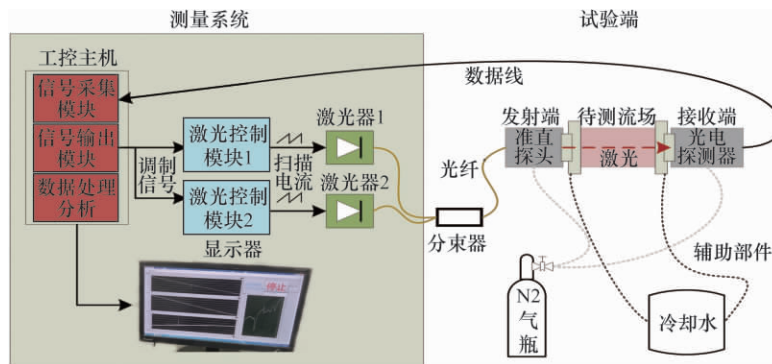 测量系统
试验端
工控主机
信号采集
模块
信号输出
模块
数据处理
分析
调制
信号
激光控制
模块1
激光控制
模块2
扫描
电流
激光器1
激光器2
显示器
停止
光纤
分束器
数据线
发射端
待测流场
接收端
准直
探头
激光
光电
探测器
辅助部件
N2
气瓶
冷却水